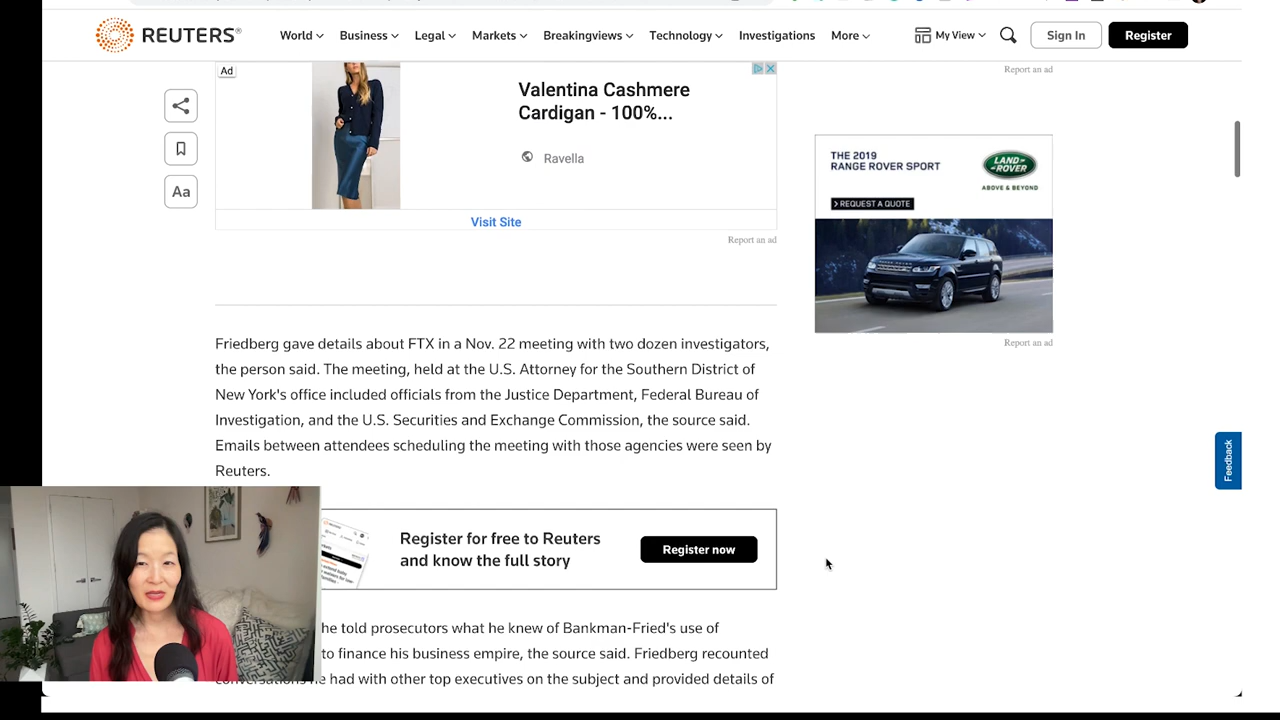 REUTERS®
World
Business
Legal
Markets
Breakingviews
Technology
Investigations
More
My View
Sign In
Register
Ad
Valentina Cashmere
Cardigan - 100%...
Ravella
Visit Site
Report an ad
Report an ad
THE 2019
RANGE ROVER SPORT
LAND-
ROVER
ABOVE & BEYOND
> REQUEST A QUOTE
Report an ad
Aa
Friedberg gave details about FTX in a Nov. 22 meeting with two dozen investigators,
the person said. The meeting, held at the U.S. Attorney for the Southern District of
New York's office included officials from the Justice Department, Federal Bureau of
Investigation, and the U.S. Securities and Exchange Commission, the source said.
Emails between attendees scheduling the meeting with those agencies were seen by
Reuters.
Feedback
Register for free to Reuters
and know the full story
Register now
he told prosecutors what he knew of Bankman-Fried's use of
to finance his business empire, the source said. Friedberg recounted
conversations he had with other top executives on the subject and provided details of